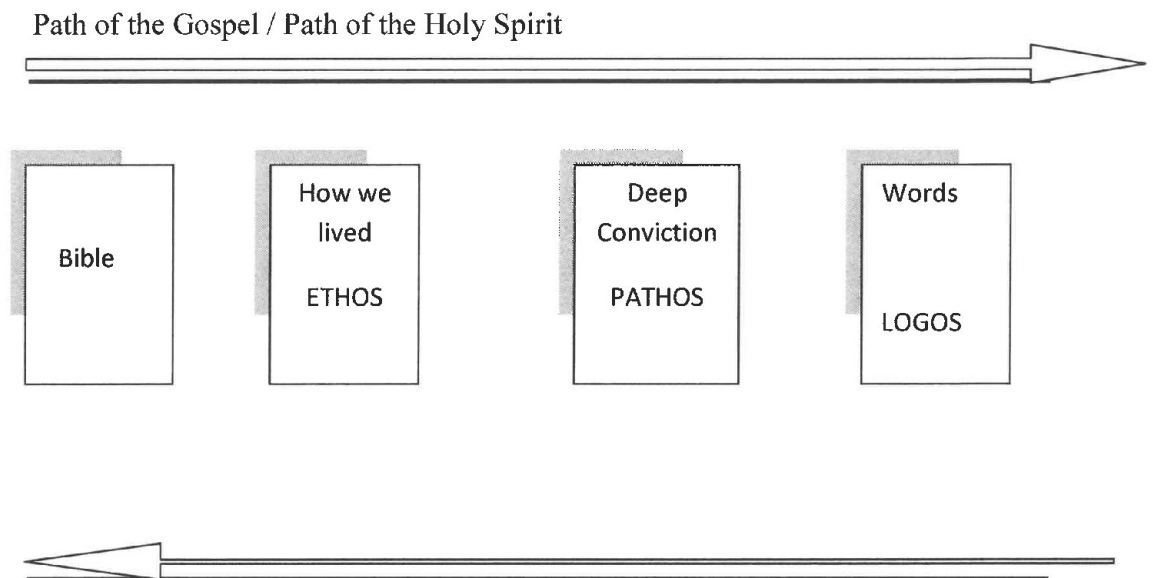 Path of the Gospel / Path of the Holy Spirit
Bible
How we
lived
ETHOS
Deep
Conviction
PATHOS
Words
LOGOS